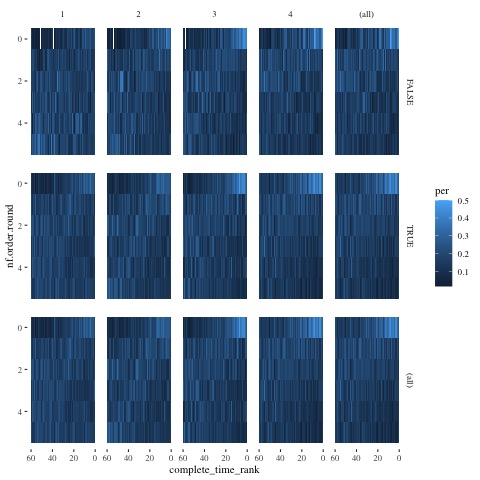 1 2 3 4 (all)
0
2
4
FALSE
0
2
4
TRUE
0
2
4
(all)
nf.order.round
60 40 20 0 60 40 20 0 60 40 20 0 60 40 20 0 60 40 20 0
complete_time_rank
per
0.5
0.4
0.3
0.2
0.1